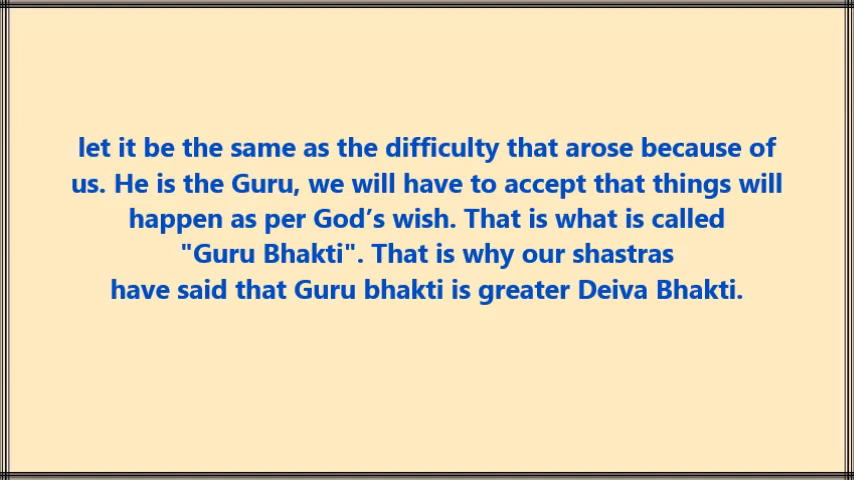 let it be the same as the difficulty that arose because of
us. He is the Guru, we will have to accept that things will
happen as per God’s wish. That is what is called
"Guru Bhakti". That is why our shastras
have said that Guru bhakti is greater Deiva Bhakti.